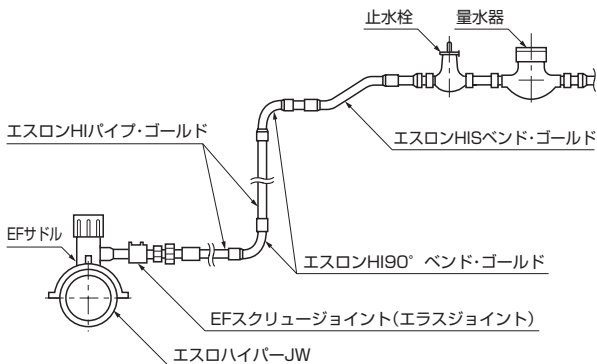 止水栓
量水器
エスロンHIパイプ・ゴールド
エスロンHISベンド・ゴールド
EFサドル
エスロンHI90°ベンド・ゴールド
EFスクリュージョイント(エラスジョイント)
エスロハイパーJW